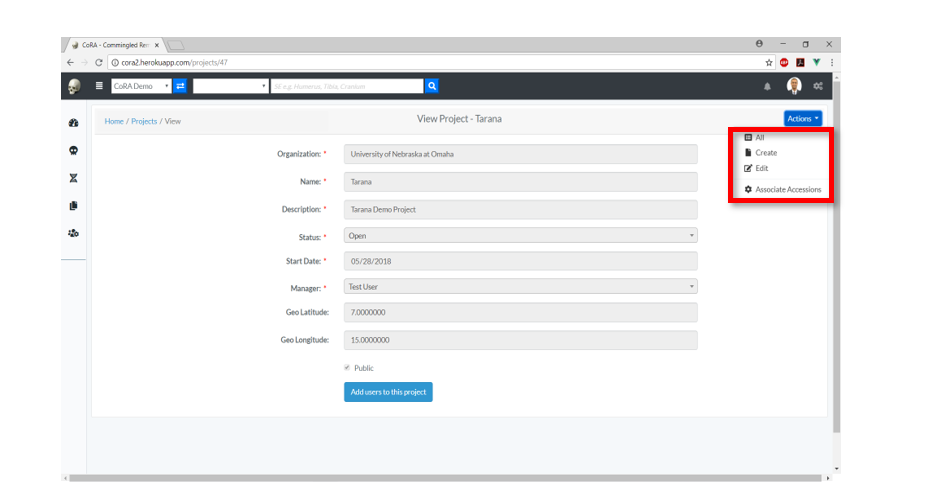 CoRA - Commingled Rem
cora2.herokuapp.com/projects/47
CoRA Demo
SE e.g. Humerus, Tibia, Cranium
Home / Projects / View
View Project - Tarana
Actions
All
Create
Edit
Associate Accessions
Organization: *
University of Nebraska at Omaha
Name: *
Tarana
Description: *
Tarana Demo Project
Status: *
Open
Start Date: *
05/28/2018
Manager: *
Test User
Geo Latitude:
7.0000000
Geo Longitude:
15.0000000
Public
Add users to this project